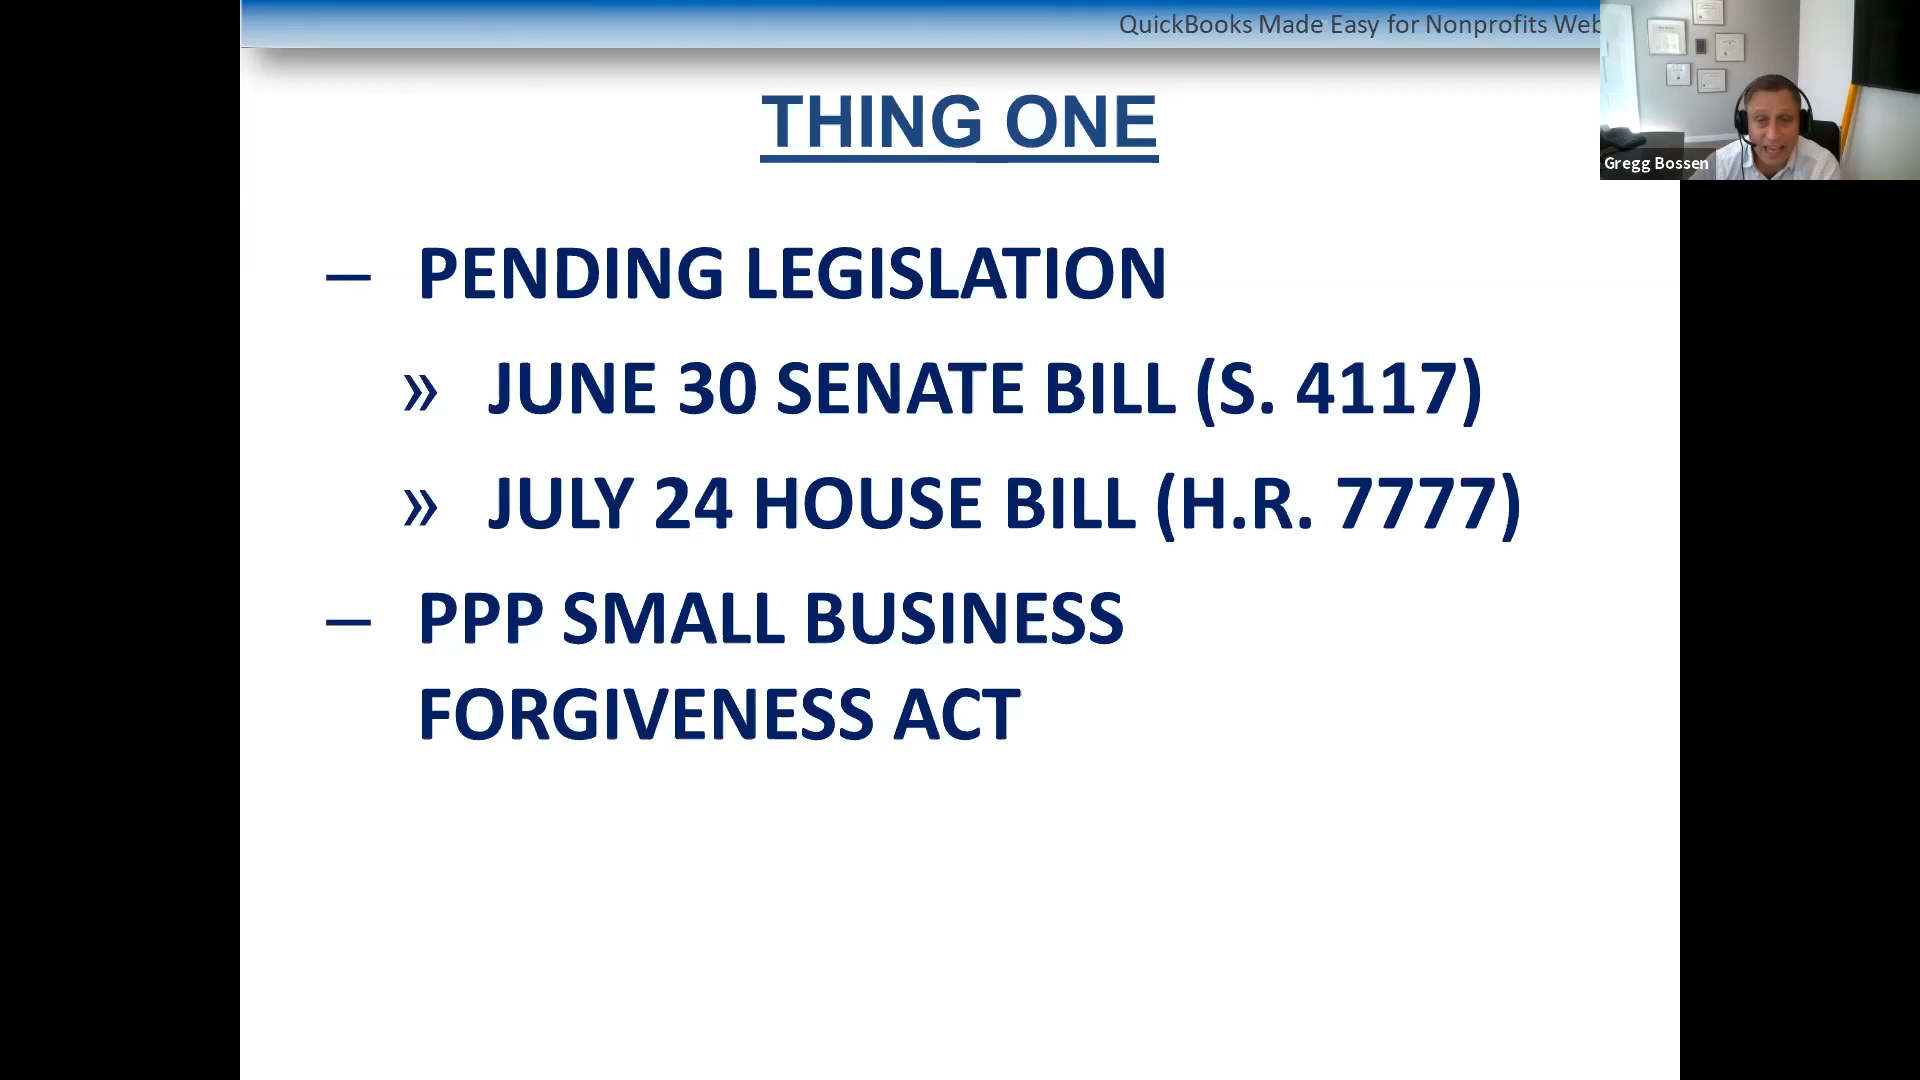 QuickBooks Made Easy for Nonprofits Web
Gregg Bossen
THING ONE
– PENDING LEGISLATION
» JUNE 30 SENATE BILL (S. 4117)
» JULY 24 HOUSE BILL (H.R. 7777)
– PPP SMALL BUSINESS
FORGIVENESS ACT